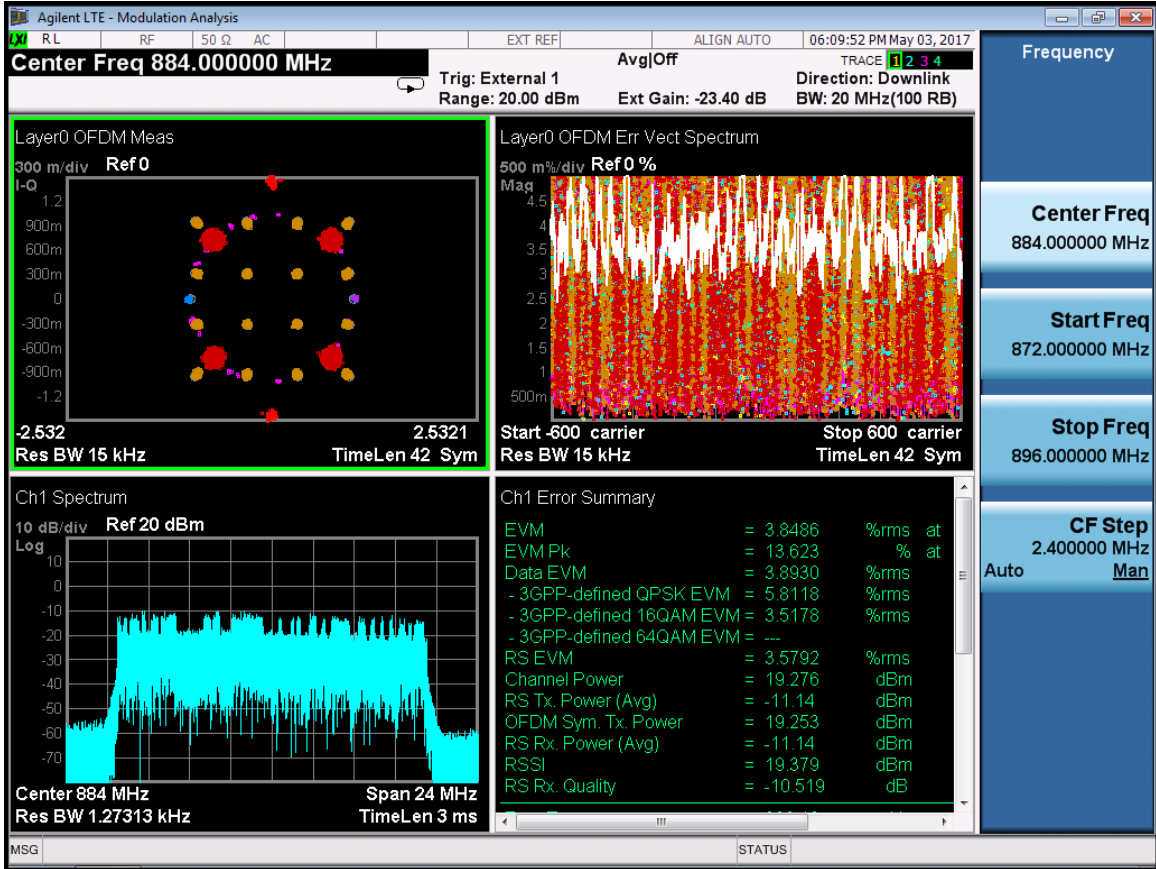 Agilent LTE - Modulation Analysis
LXI RL RF 50 Ω AC EXT REF ALIGN AUTO 06:09:52 PM May 03, 2017
Center Freq 884.000000 MHz
Avg|Off
TRACE 1 2 3 4
Trig: External 1
Direction: Downlink
Range: 20.00 dBm Ext Gain: -23.40 dB BW: 20 MHz(100 RB)
Layer0 OFDM Meas
300 m/div Ref 0
I-Q
1.2
900m
600m
300m
0
-300m
-600m
-900m
-1.2
-2.532 2.5321
Res BW 15 kHz TimeLen 42 Sym
Layer0 OFDM Err Vect Spectrum
500 m%/div Ref 0 %
Mag
4.5
4
3.5
3
2.5
2
1.5
1
500m
Start -600 carrier Stop 600 carrier
Res BW 15 kHz TimeLen 42 Sym
Ch1 Spectrum
10 dB/div Ref 20 dBm
Log
10
0
-10
-20
-30
-40
-50
-60
-70
Center 884 MHz Span 24 MHz
Res BW 1.27313 kHz TimeLen 3 ms
Ch1 Error Summary
EVM = 3.8486 %rms at
EVM Pk = 13.623 % at
Data EVM = 3.8930 %rms
- 3GPP-defined QPSK EVM = 5.8118 %rms
- 3GPP-defined 16QAM EVM = 3.5178 %rms
- 3GPP-defined 64QAM EVM = ---
RS EVM = 3.5792 %rms
Channel Power = 19.276 dBm
RS Tx. Power (Avg) = -11.14 dBm
OFDM Sym. Tx. Power = 19.253 dBm
RS Rx. Power (Avg) = -11.14 dBm
RSSI = 19.379 dBm
RS Rx. Quality = -10.519 dB
Frequency
Center Freq
884.000000 MHz
Start Freq
872.000000 MHz
Stop Freq
896.000000 MHz
CF Step
2.400000 MHz
Auto Man
MSG STATUS